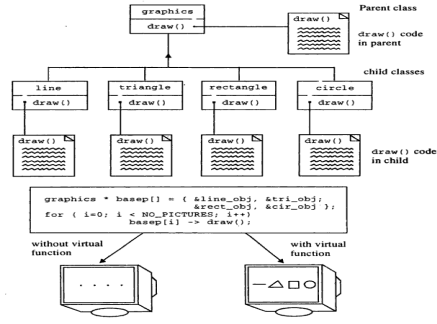 graphics
Parent class
draw()
draw()
draw() code
in parent
child classes
line
triangle
rectangle
circle
draw()
draw()
draw()
draw()
draw()
draw()
draw()
draw()
draw() code
in child
graphics * basep[] = { &line_obj, &tri_obj;
&rect_obj, &cir_obj };
for ( i=0; i < NO_PICTURES; i++)
basep[i] -> draw();
without virtual
function
with virtual
function